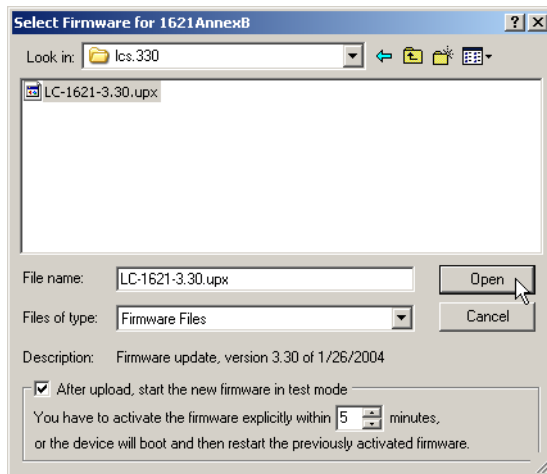 Select Firmware for 1621AnnexB
Look in: lcs.330
LC-1621-3.30.upx
File name: LC-1621-3.30.upx Open
Files of type: Firmware Files Cancel
Description: Firmware update, version 3.30 of 1/26/2004
After upload, start the new firmware in test mode
You have to activate the firmware explicitly within 5 minutes,
or the device will boot and then restart the previously activated firmware.